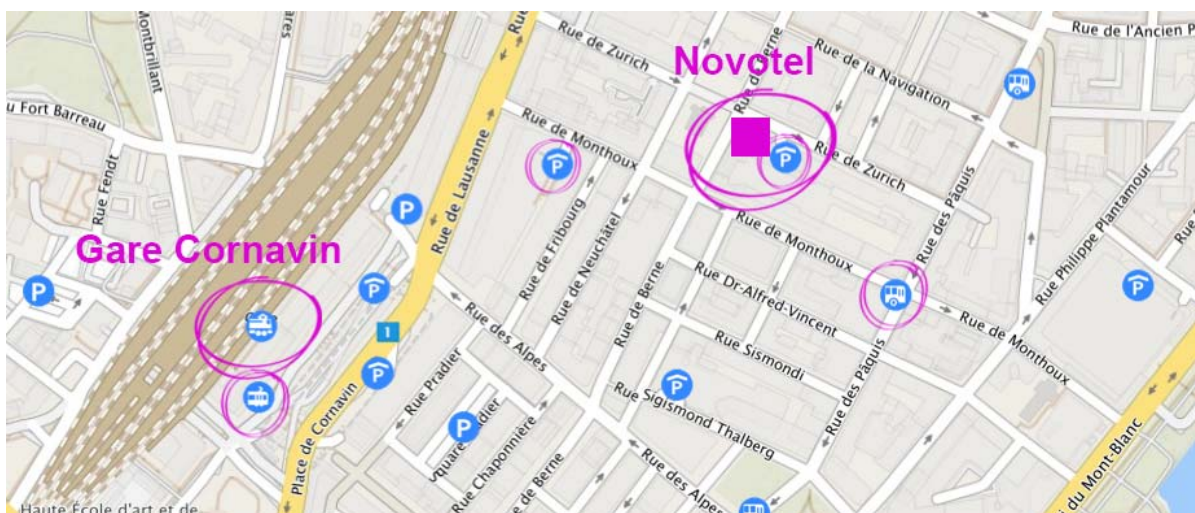 Montbrillant
Rue de Zurich
Novotel
Rue de la Navigation
Rue de l'Ancien P
u Fort Barreau
Rue Fendt
Rue de Lausanne
Rue de Monthoux
P
P
P
Rue de Zurich
Gare Cornavin
P
P
Rue de Fribourg
Rue de Neuchâtel
Rue de Berne
Rue de Monthoux
Rue des Pâquis
Rue Philippe Plantamour
P
1
Rue des Alpes
Rue Dr-Alfred-Vincent
Rue Sismondi
Rue de Monthoux
P
Place de Cornavin
Rue Pradier
P
P
Rue Sigismond Thalberg
Rue des Pâquis
Rue Chaponnière
de Berne
Rue des Alpes
du Mont-Blanc
Haute École d'art et de